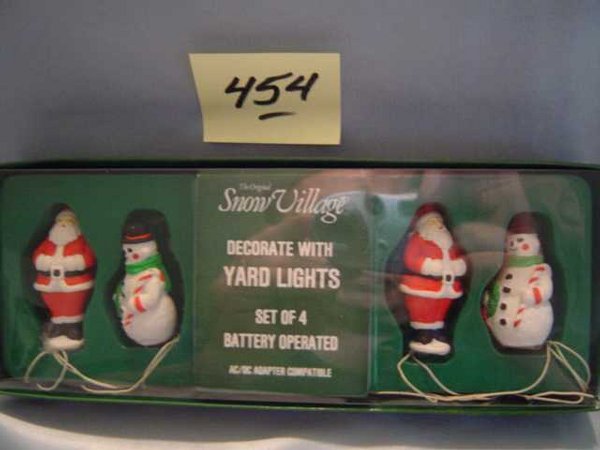 454
The Original
Snow Village
DECORATE WITH
YARD LIGHTS
SET OF 4
BATTERY OPERATED
AC/DC ADAPTER COMPATIBLE